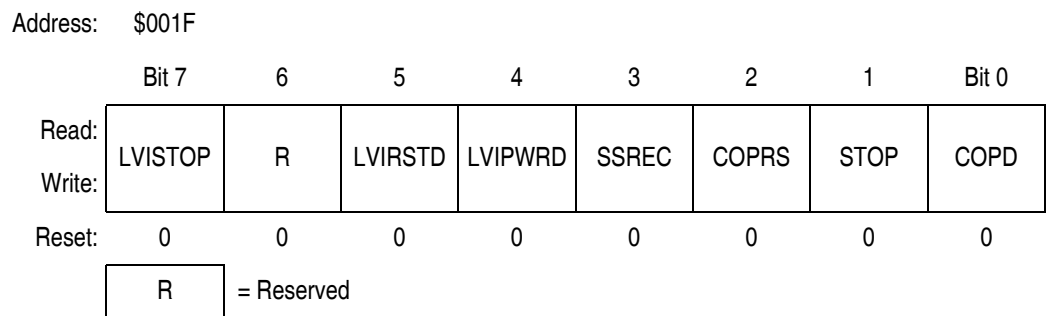 Address: $001F
Bit 7 6 5 4 3 2 1 Bit 0
Read:
LVISTOP R LVIRSTD LVIPWRD SSREC COPRS STOP COPD
Write:
Reset: 0 0 0 0 0 0 0 0
R = Reserved